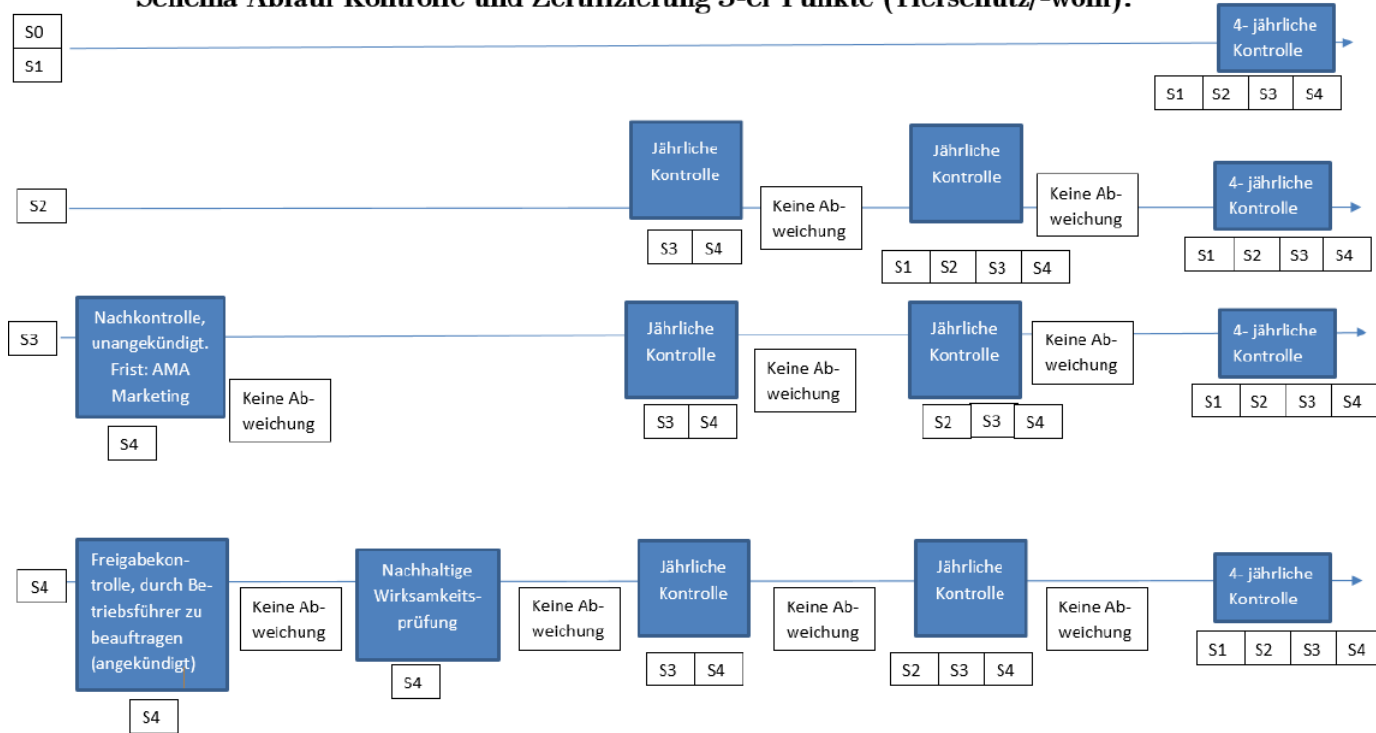 Schema Ablauf Kontrolle und Zertifizierung 3-er Punkte (Tierschutz/-wohl):
S0
S1
4- jährliche
Kontrolle
S1 S2 S3 S4
S2
Jährliche
Kontrolle
S3 S4
Keine Ab-
weichung
Jährliche
Kontrolle
S1 S2 S3 S4
Keine Ab-
weichung
4- jährliche
Kontrolle
S1 S2 S3 S4
S3
Nachkontrolle,
unangekündigt.
Frist: AMA
Marketing
S4
Keine Ab-
weichung
Jährliche
Kontrolle
S3 S4
Keine Ab-
weichung
Jährliche
Kontrolle
S2 S3 S4
Keine Ab-
weichung
4- jährliche
Kontrolle
S1 S2 S3 S4
S4
Freigabekon-
trolle, durch Be-
triebsführer zu
beauftragen
(angekündigt)
S4
Keine Ab-
weichung
Nachhaltige
Wirksamkeits-
prüfung
S4
Keine Ab-
weichung
Jährliche
Kontrolle
S3 S4
Keine Ab-
weichung
Jährliche
Kontrolle
S2 S3 S4
Keine Ab-
weichung
4- jährliche
Kontrolle
S1 S2 S3 S4